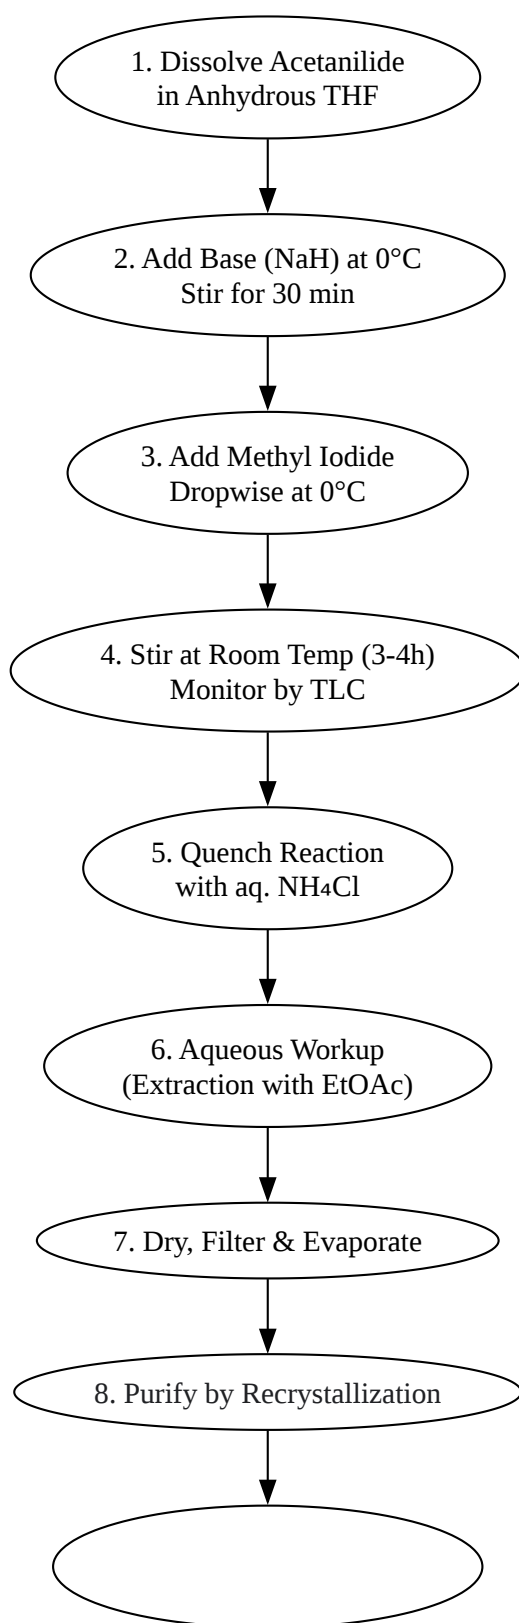 1. Dissolve Acetanilide
in Anhydrous THF
2. Add Base (NaH) at 0°C
Stir for 30 min
3. Add Methyl Iodide
Dropwise at 0°C
4. Stir at Room Temp (3-4h)
Monitor by TLC
5. Quench Reaction
with aq. NH₄Cl
6. Aqueous Workup
(Extraction with EtOAc)
7. Dry, Filter & Evaporate
8. Purify by Recrystallization